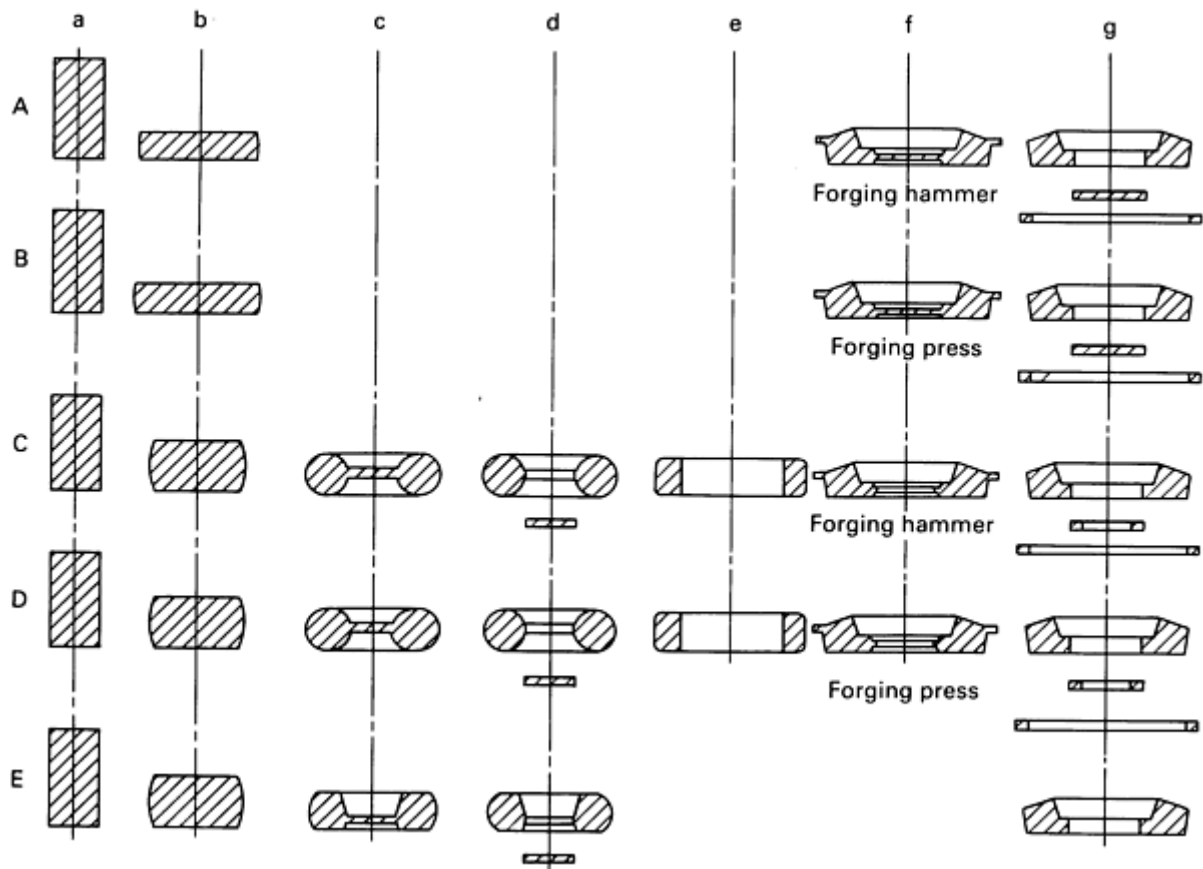 a b c d e f g
A
Forging hammer
B
Forging press
C
Forging hammer
D
Forging press
E